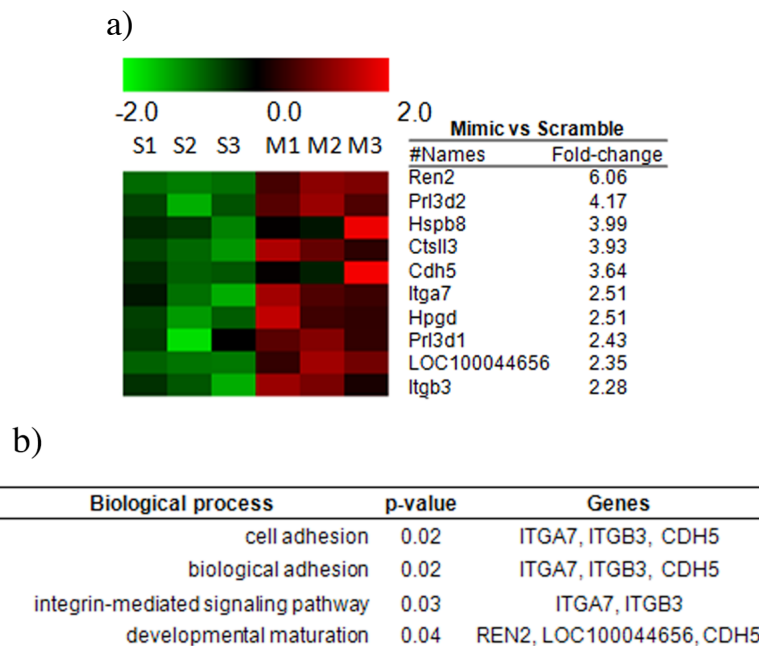 a)
-2.0 0.0 2.0
S1 S2 S3 M1 M2 M3
Mimic vs Scramble
#Names Fold-change
Ren2 6.06
Prl3d2 4.17
Hspb8 3.99
Ctsll3 3.93
Cdh5 3.64
Itga7 2.51
Hpgd 2.51
Prl3d1 2.43
LOC100044656 2.35
Itgb3 2.28
b)
Biological process p-value Genes
cell adhesion 0.02 ITGA7, ITGB3, CDH5
biological adhesion 0.02 ITGA7, ITGB3, CDH5
integrin-mediated signaling pathway 0.03 ITGA7, ITGB3
developmental maturation 0.04 REN2, LOC100044656, CDH5